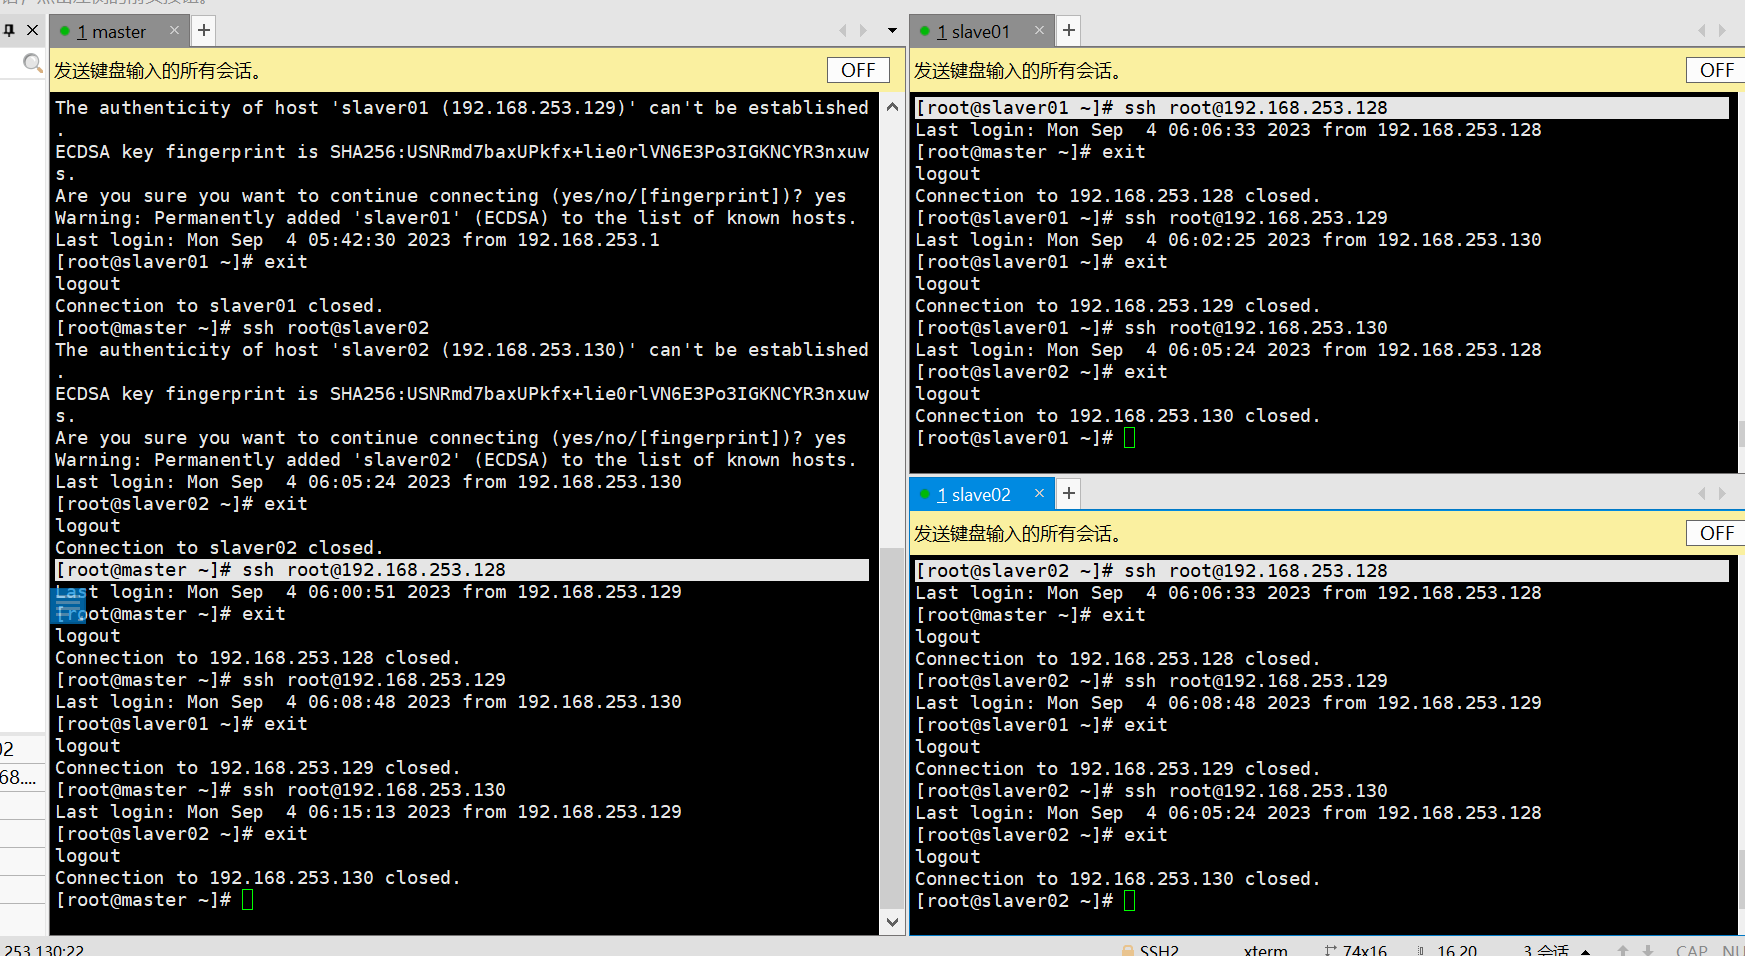 1 master
发送键盘输入的所有会话。
OFF
The authenticity of host 'slaver01 (192.168.253.129)' can't be established
.
ECDSA key fingerprint is SHA256:USNRmd7baxUPkfx+lie0rlVN6E3Po3IGKNCYR3nxuw
s.
Are you sure you want to continue connecting (yes/no/[fingerprint])? yes
Warning: Permanently added 'slaver01' (ECDSA) to the list of known hosts.
Last login: Mon Sep  4 05:42:30 2023 from 192.168.253.1
[root@slaver01 ~]# exit
logout
Connection to slaver01 closed.
[root@master ~]# ssh root@slaver02
The authenticity of host 'slaver02 (192.168.253.130)' can't be established
.
ECDSA key fingerprint is SHA256:USNRmd7baxUPkfx+lie0rlVN6E3Po3IGKNCYR3nxuw
s.
Are you sure you want to continue connecting (yes/no/[fingerprint])? yes
Warning: Permanently added 'slaver02' (ECDSA) to the list of known hosts.
Last login: Mon Sep  4 06:05:24 2023 from 192.168.253.130
[root@slaver02 ~]# exit
logout
Connection to slaver02 closed.
[root@master ~]# ssh root@192.168.253.128
Last login: Mon Sep  4 06:00:51 2023 from 192.168.253.129
[root@master ~]# exit
logout
Connection to 192.168.253.128 closed.
[root@master ~]# ssh root@192.168.253.129
Last login: Mon Sep  4 06:08:48 2023 from 192.168.253.130
[root@slaver01 ~]# exit
logout
Connection to 192.168.253.129 closed.
[root@master ~]# ssh root@192.168.253.130
Last login: Mon Sep  4 06:15:13 2023 from 192.168.253.129
[root@slaver02 ~]# exit
logout
Connection to 192.168.253.130 closed.
[root@master ~]#
1 slave01
发送键盘输入的所有会话。
OFF
[root@slaver01 ~]# ssh root@192.168.253.128
Last login: Mon Sep  4 06:06:33 2023 from 192.168.253.128
[root@master ~]# exit
logout
Connection to 192.168.253.128 closed.
[root@slaver01 ~]# ssh root@192.168.253.129
Last login: Mon Sep  4 06:02:25 2023 from 192.168.253.130
[root@slaver01 ~]# exit
logout
Connection to 192.168.253.129 closed.
[root@slaver01 ~]# ssh root@192.168.253.130
Last login: Mon Sep  4 06:05:24 2023 from 192.168.253.128
[root@slaver02 ~]# exit
logout
Connection to 192.168.253.130 closed.
[root@slaver01 ~]#
1 slave02
发送键盘输入的所有会话。
OFF
[root@slaver02 ~]# ssh root@192.168.253.128
Last login: Mon Sep  4 06:06:33 2023 from 192.168.253.128
[root@master ~]# exit
logout
Connection to 192.168.253.128 closed.
[root@slaver02 ~]# ssh root@192.168.253.129
Last login: Mon Sep  4 06:08:48 2023 from 192.168.253.129
[root@slaver01 ~]# exit
logout
Connection to 192.168.253.129 closed.
[root@slaver02 ~]# ssh root@192.168.253.130
Last login: Mon Sep  4 06:05:24 2023 from 192.168.253.128
[root@slaver02 ~]# exit
logout
Connection to 192.168.253.130 closed.
[root@slaver02 ~]#
02
68....
253.130:22
SSH2
xterm
74x16
16,20
3 会话
CAP
NU